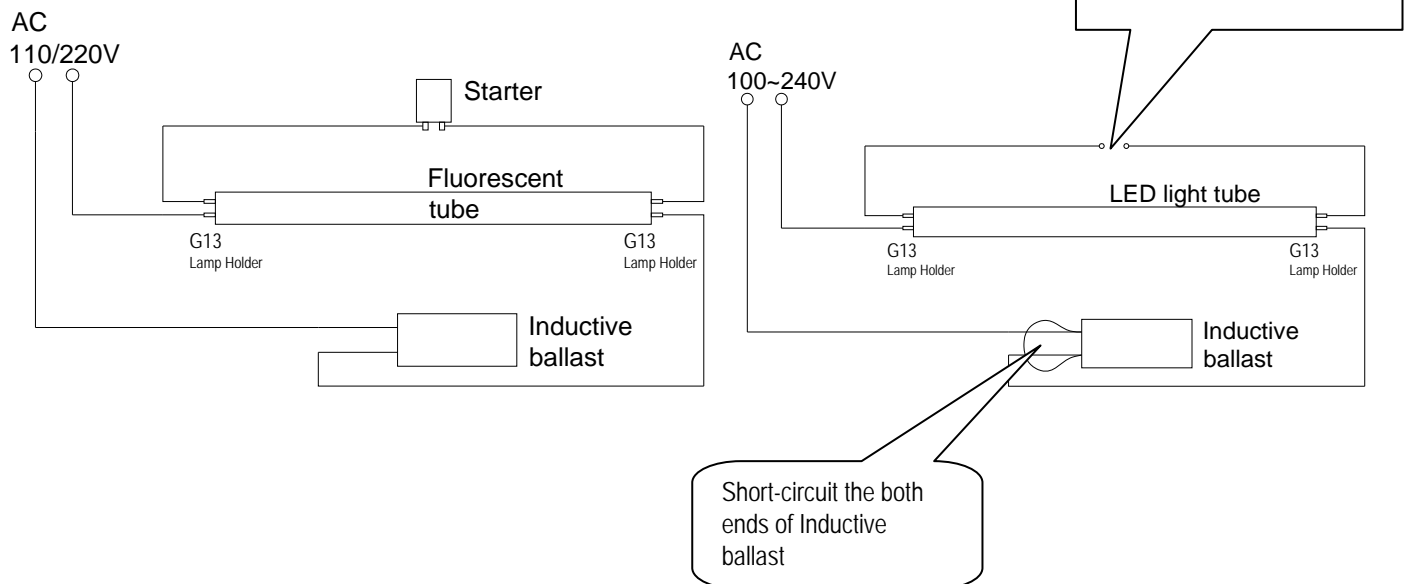 AC
110/220V
Starter
Fluorescent
tube
G13
Lamp Holder
G13
Lamp Holder
Inductive
ballast
AC
100~240V
LED light tube
G13
Lamp Holder
G13
Lamp Holder
Inductive
ballast
Short-circuit the both
ends of Inductive
ballast